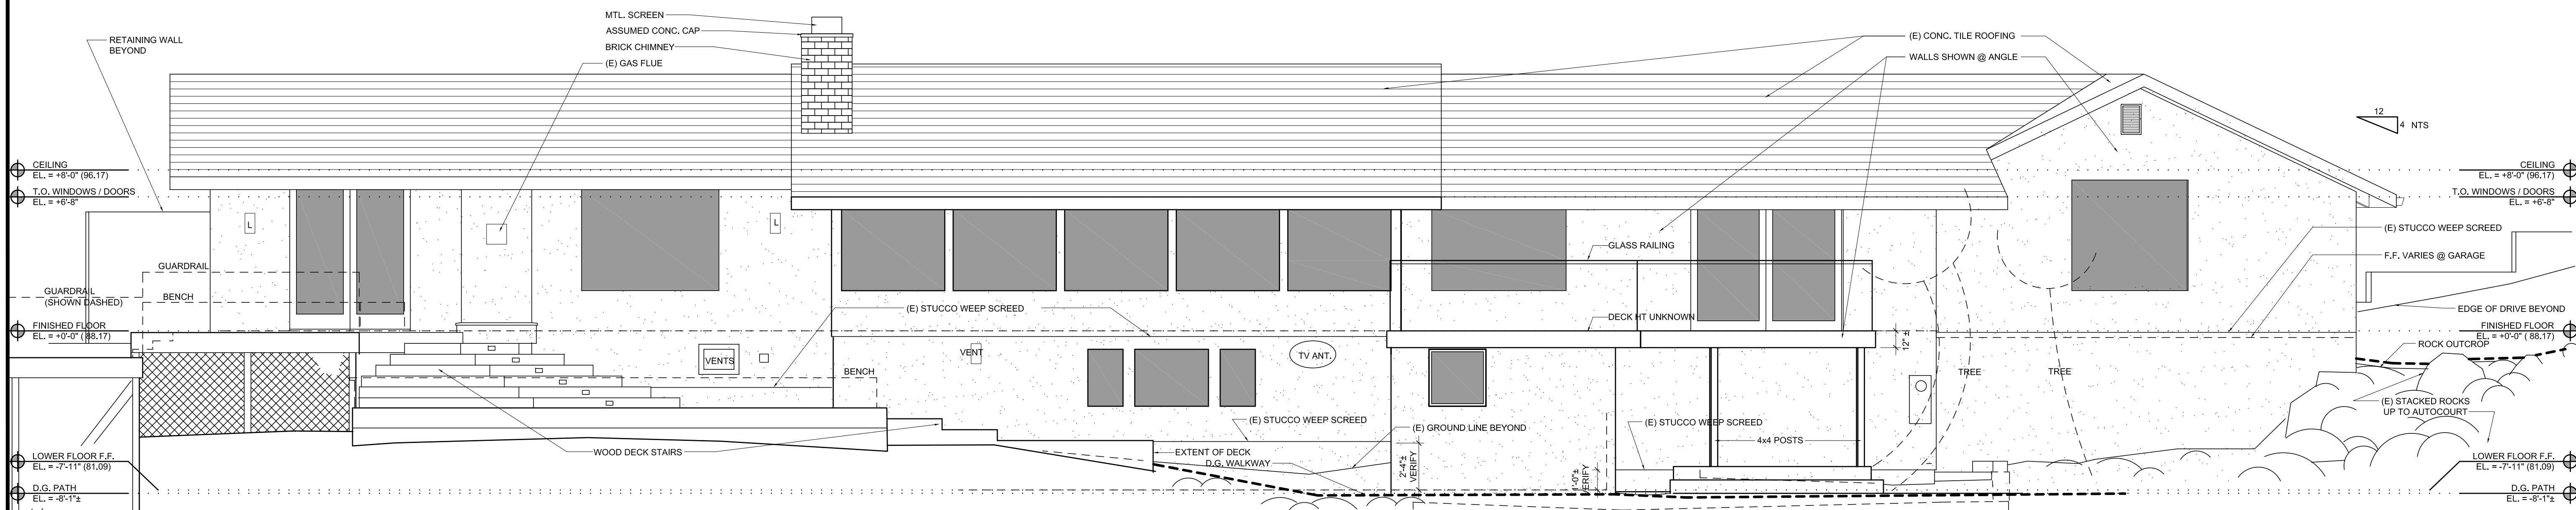 MTL. SCREEN
ASSUMED CONC. CAP
BRICK CHIMNEY
(E) GAS FLUE
RETAINING WALL
BEYOND
(E) CONC. TILE ROOFING
WALLS SHOWN @ ANGLE
12
4 NTS
CEILING
EL. = +8'-0" (96.17)
T.O. WINDOWS / DOORS
EL. = +6'-8"
CEILING
EL. = +8'-0" (96.17)
T.O. WINDOWS / DOORS
EL. = +6'-8"
L
L
(E) STUCCO WEEP SCREED
GLASS RAILING
F.F. VARIES @ GARAGE
GUARDRAIL
GUARDRAIL
(SHOWN DASHED)
BENCH
(E) STUCCO WEEP SCREED
DECK HT UNKNOWN
EDGE OF DRIVE BEYOND
FINISHED FLOOR
EL. = +0'-0" ( 88.17)
FINISHED FLOOR
EL. = +0'-0" ( 88.17)
12" ±
ROCK OUTCROP
VENTS
VENT
TV ANT.
BENCH
TREE
TREE
(E) STACKED ROCKS
UP TO AUTOCOURT
(E) STUCCO WEEP SCREED
(E) GROUND LINE BEYOND
(E) STUCCO WEEP SCREED
4x4 POSTS
WOOD DECK STAIRS
EXTENT OF DECK
D.G. WALKWAY
2'-4"±
VERIFY
1'-0"±
VERIFY
LOWER FLOOR F.F.
EL. = -7'-11" (81.09)
LOWER FLOOR F.F.
EL. = -7'-11" (81.09)
D.G. PATH
EL. = -8'-1"±
D.G. PATH
EL. = -8'-1"±